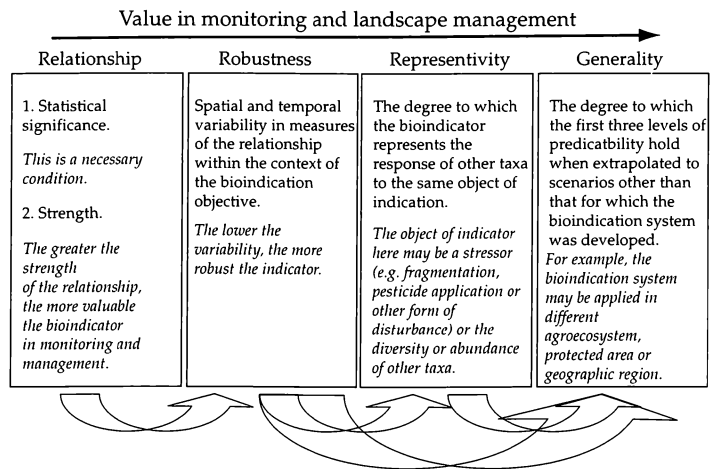 Value in monitoring and landscape management
Relationship
Robustness
Representivity
Generality
1. Statistical
significance.
This is a necessary
condition.
2. Strength.
The greater the
strength
of the relationship,
the more valuable
the bioindicator
in monitoring and
management.
Spatial and temporal
variability in measures
of the relationship
within the context of
the bioindication
objective.
The lower the
variability, the more
robust the indicator.
The degree to which
the bioindicator
represents the
response of other taxa
to the same object of
indication.
The object of indicator
here may be a stressor
(e.g. fragmentation,
pesticide application or
other form of
disturbance) or the
diversity or abundance
of other taxa.
The degree to which
the first three levels of
predicatbility hold
when extrapolated to
scenarios other than
that for which the
bioindication system
was developed.
For example, the
bioindication system
may be applied in
different
agroecosystem,
protected area or
geographic region.